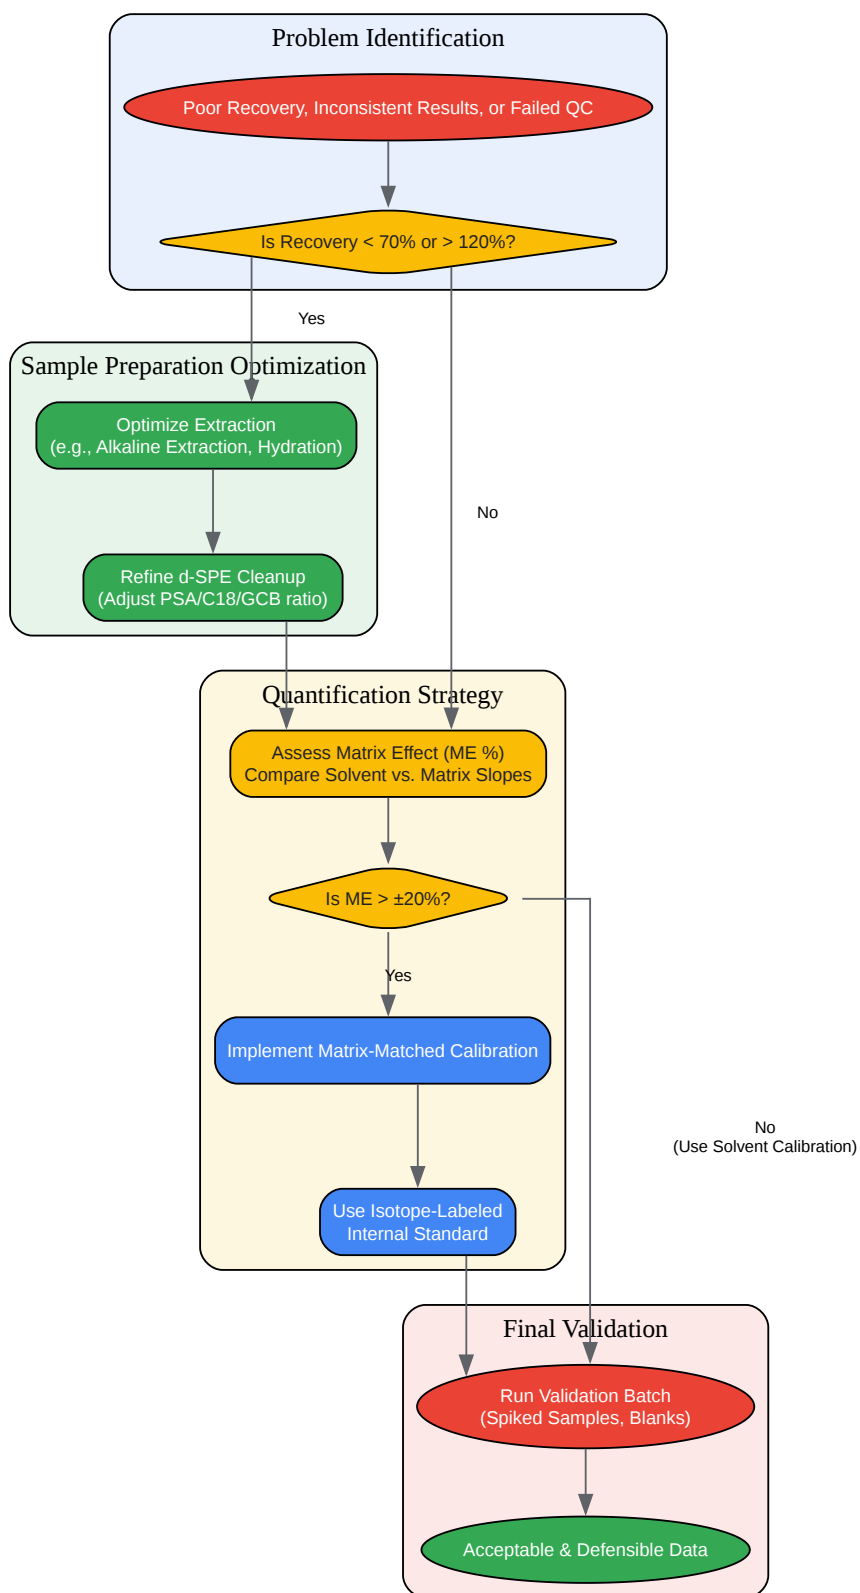 Problem Identification
Poor Recovery, Inconsistent Results, or Failed QC
Is Recovery < 70% or > 120%?
Yes
Sample Preparation Optimization
Optimize Extraction
(e.g., Alkaline Extraction, Hydration)
No
Refine d-SPE Cleanup
(Adjust PSA/C18/GCB ratio)
Quantification Strategy
Assess Matrix Effect (ME %)
Compare Solvent vs. Matrix Slopes
Is ME > ±20%?
Yes
Implement Matrix-Matched Calibration
No
(Use Solvent Calibration)
Use Isotope-Labeled
Internal Standard
Final Validation
Run Validation Batch
(Spiked Samples, Blanks)
Acceptable & Defensible Data